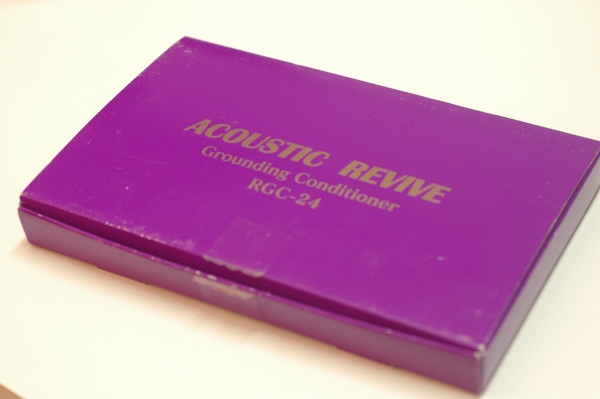 ACOUSTIC REVIVE
Grounding Conditioner
RGC-24